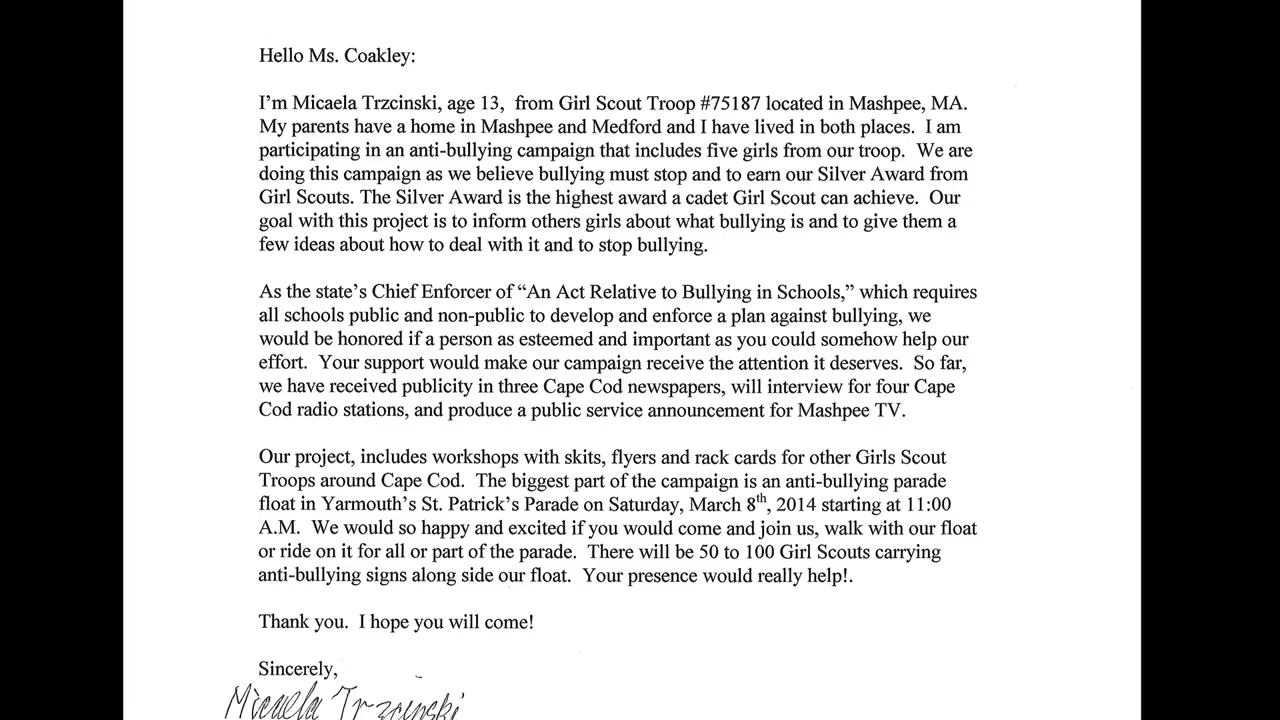 Hello Ms. Coakley:
I'm Micaela Trzcinski, age 13,  from Girl Scout Troop #75187 located in Mashpee, MA.
My parents have a home in Mashpee and Medford and I have lived in both places.  I am
participating in an anti-bullying campaign that includes five girls from our troop.  We are
doing this campaign as we believe bullying must stop and to earn our Silver Award from
Girl Scouts. The Silver Award is the highest award a cadet Girl Scout can achieve.  Our
goal with this project is to inform others girls about what bullying is and to give them a
few ideas about how to deal with it and to stop bullying.
As the state's Chief Enforcer of “An Act Relative to Bullying in Schools,” which requires
all schools public and non-public to develop and enforce a plan against bullying, we
would be honored if a person as esteemed and important as you could somehow help our
effort.  Your support would make our campaign receive the attention it deserves.  So far,
we have received publicity in three Cape Cod newspapers, will interview for four Cape
Cod radio stations, and produce a public service announcement for Mashpee TV.
Our project, includes workshops with skits, flyers and rack cards for other Girls Scout
Troops around Cape Cod.  The biggest part of the campaign is an anti-bullying parade
float in Yarmouth's St. Patrick's Parade on Saturday, March 8th, 2014 starting at 11:00
A.M.  We would so happy and excited if you would come and join us, walk with our float
or ride on it for all or part of the parade.  There will be 50 to 100 Girl Scouts carrying
anti-bullying signs along side our float.  Your presence would really help!.
Thank you.  I hope you will come!
Sincerely,
Micaela Trzcinski